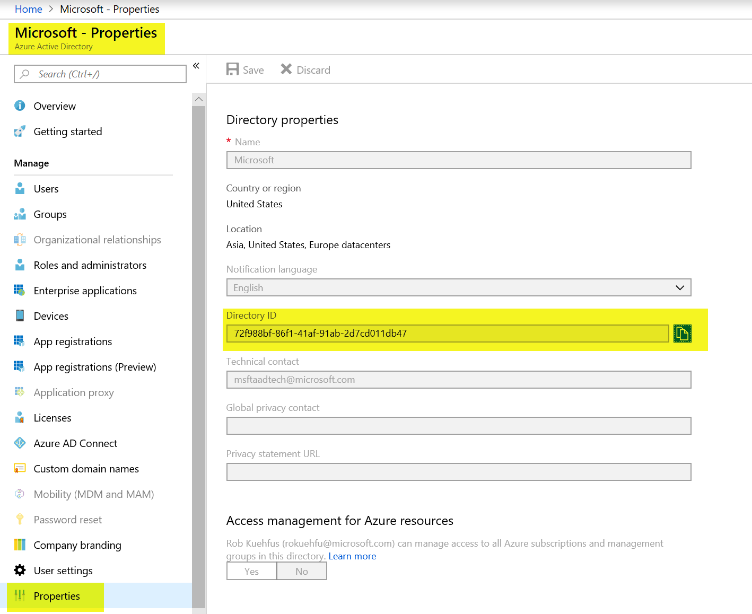 Home > Microsoft - Properties
Microsoft - Properties
Azure Active Directory
Search (Ctrl+/)
«
Overview
Getting started
Manage
Users
Groups
Organizational relationships
Roles and administrators
Enterprise applications
Devices
App registrations
App registrations (Preview)
Application proxy
Licenses
Azure AD Connect
Custom domain names
Mobility (MDM and MAM)
Password reset
Company branding
User settings
Properties
Save Discard
Directory properties
* Name
Microsoft
Country or region
United States
Location
Asia, United States, Europe datacenters
Notification language
English
Directory ID
72f988bf-86f1-41af-91ab-2d7cd011db47
Technical contact
msftaadtech@microsoft.com
Global privacy contact
Privacy statement URL
Access management for Azure resources
Rob Kuehfus (rokuehfu@microsoft.com) can manage access to all Azure subscriptions and management
groups in this directory. Learn more
Yes No